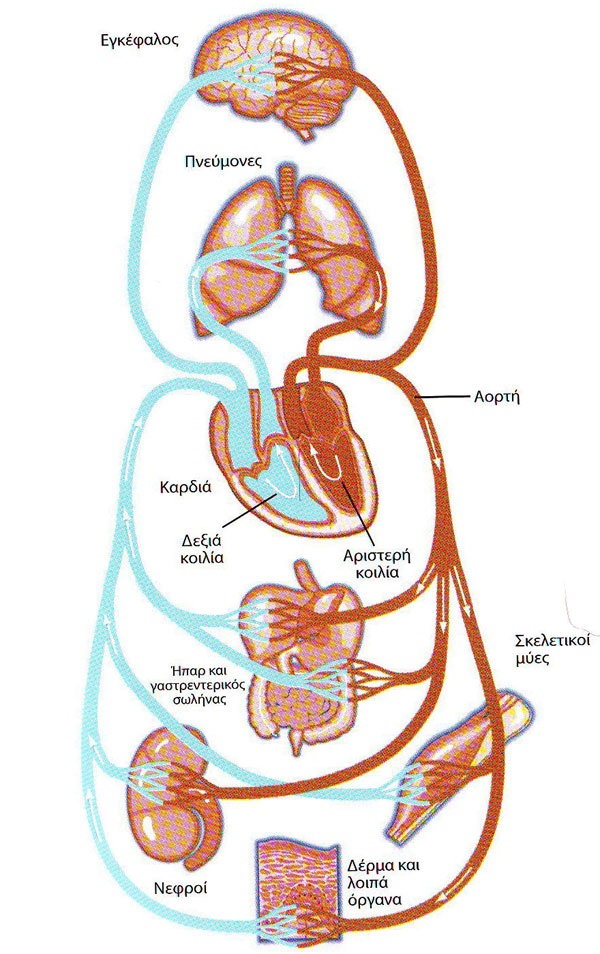 Εγκέφαλος
Πνεύμονες
Αορτή
Καρδιά
Δεξιά
κοιλία
Αριστερή
κοιλία
Σκελετικοί
μύες
Ήπαρ και
γαστρεντερικός
σωλήνας
Νεφροί
Δέρμα και
λοιπά
όργανα